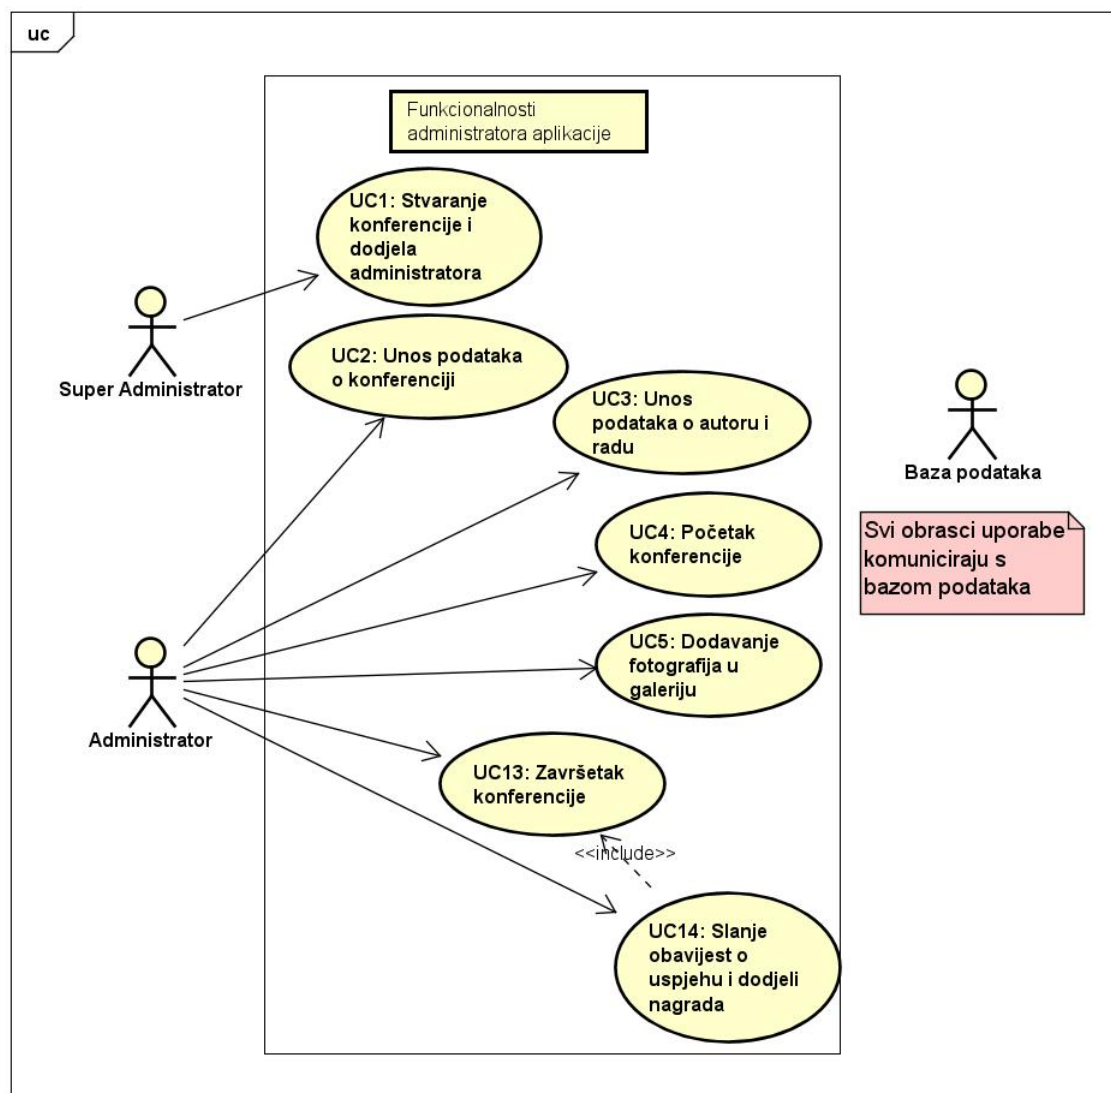 uc
Funkcionalnosti
administratora aplikacije
UC1: Stvaranje
konferencije i
dodjela
administratora
Super Administrator
UC2: Unos podataka
o konferenciji
UC3: Unos
podataka o autoru i
radu
Baza podataka
Svi obrasci uporabe
komuniciraju s
bazom podataka
UC4: Početak
konferencije
UC5: Dodavanje
fotografija u
galeriju
Administrator
UC13: Završetak
konferencije
<<include>>
UC14: Slanje
obavijest o
uspjehu i dodjeli
nagrada